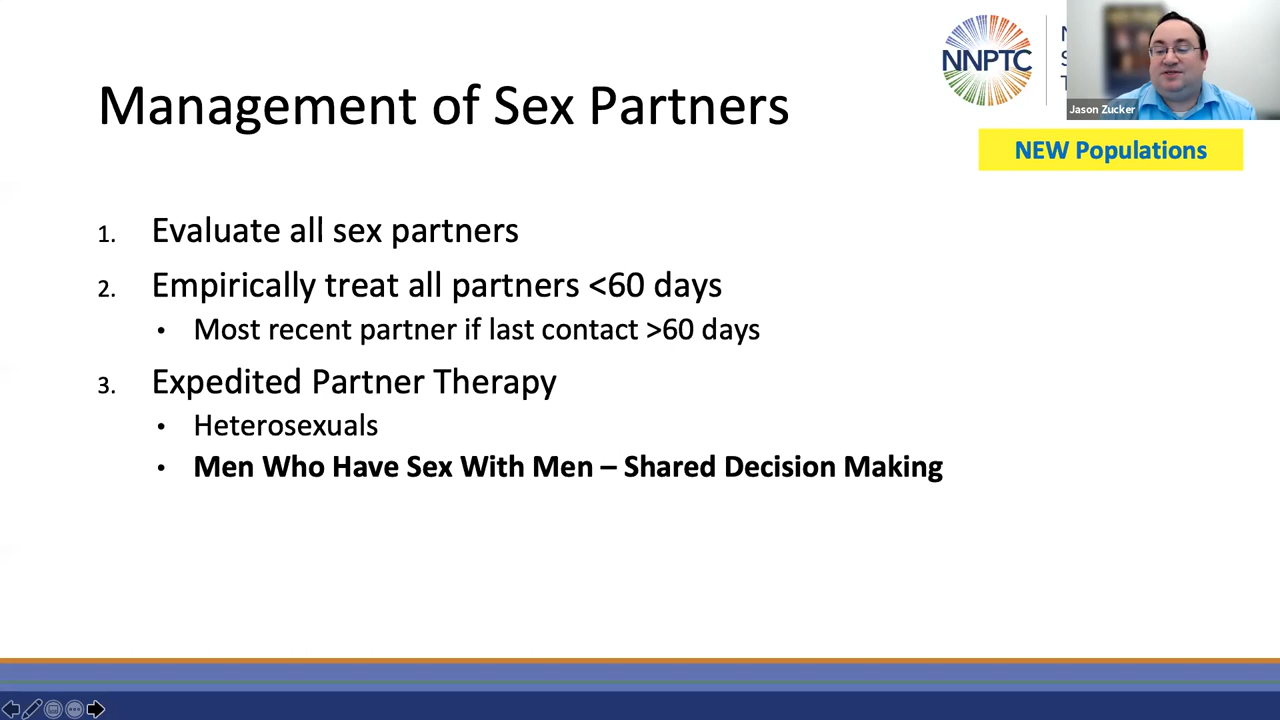 NNPTC
N
S
T
Jason Zucker
Management of Sex Partners
NEW Populations
1. Evaluate all sex partners
2. Empirically treat all partners <60 days
• Most recent partner if last contact >60 days
3. Expedited Partner Therapy
• Heterosexuals
• Men Who Have Sex With Men – Shared Decision Making